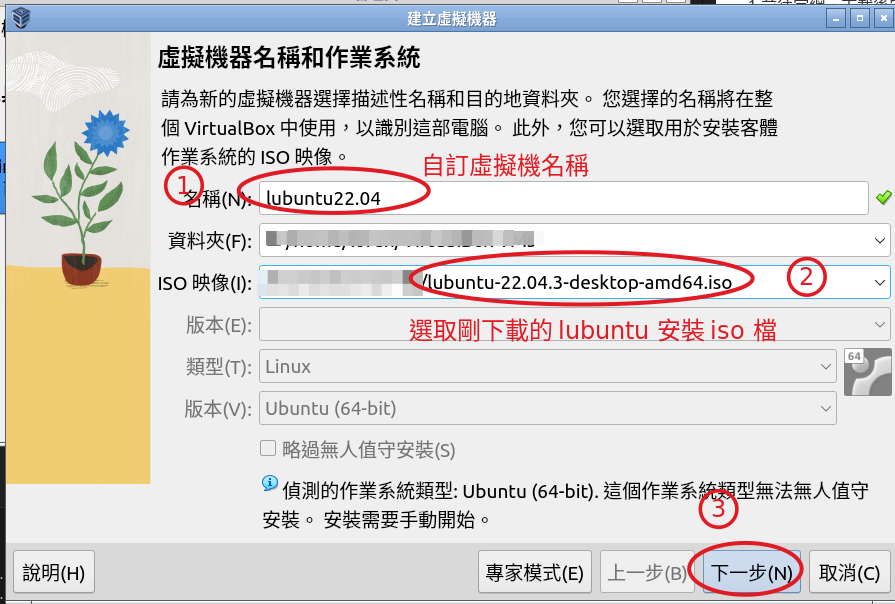 建立虛擬機器
虛擬機器名稱和作業系統
請為新的虛擬機器選擇描述性名稱和目的地資料夾。 您選擇的名稱將在整
個 VirtualBox 中使用，以識別這部電腦。 此外，您可以選取用於安裝客體
作業系統的 ISO 映像。
自訂虛擬機名稱
1 名稱(N): lubuntu22.04
資料夾(F):
ISO 映像(I): /lubuntu-22.04.3-desktop-amd64.iso 2
版本(E):
選取剛下載的 lubuntu 安裝 iso 檔
類型(T): Linux 64
版本(V): Ubuntu (64-bit)
略過無人值守安裝(S)
偵測的作業系統類型: Ubuntu (64-bit). 這個作業系統類型無法無人值守
安裝。 安裝需要手動開始。
3
說明(H) 專家模式(E) 上一步(B) 下一步(N) 取消(C)